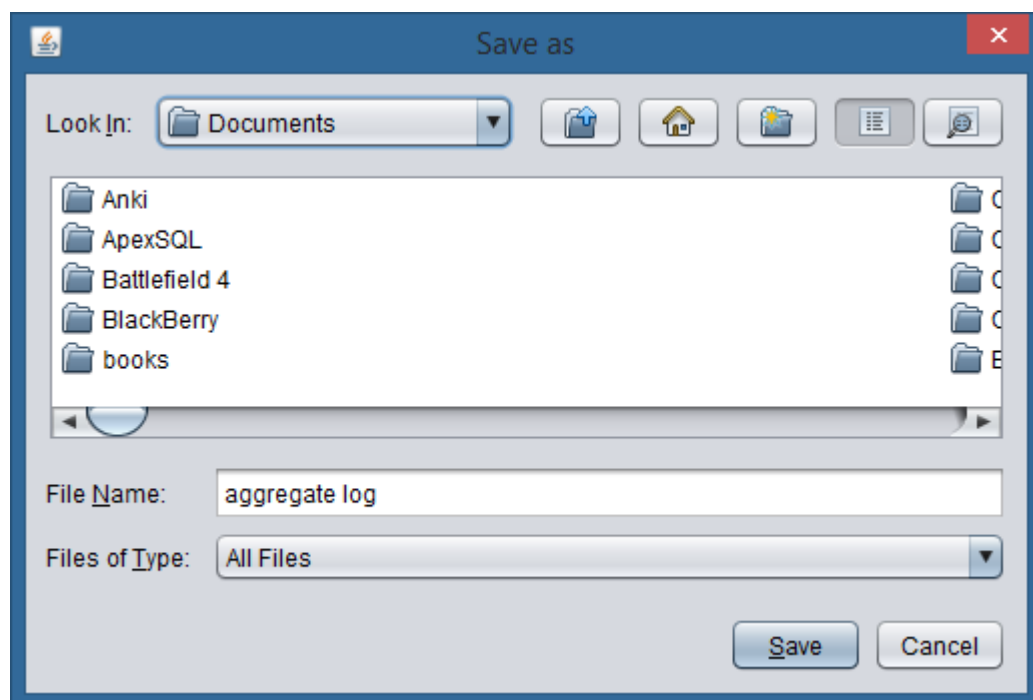 Save as
Look In: Documents
Anki
ApexSQL
Battlefield 4
BlackBerry
books
File Name: aggregate log
Files of Type: All Files
Save Cancel